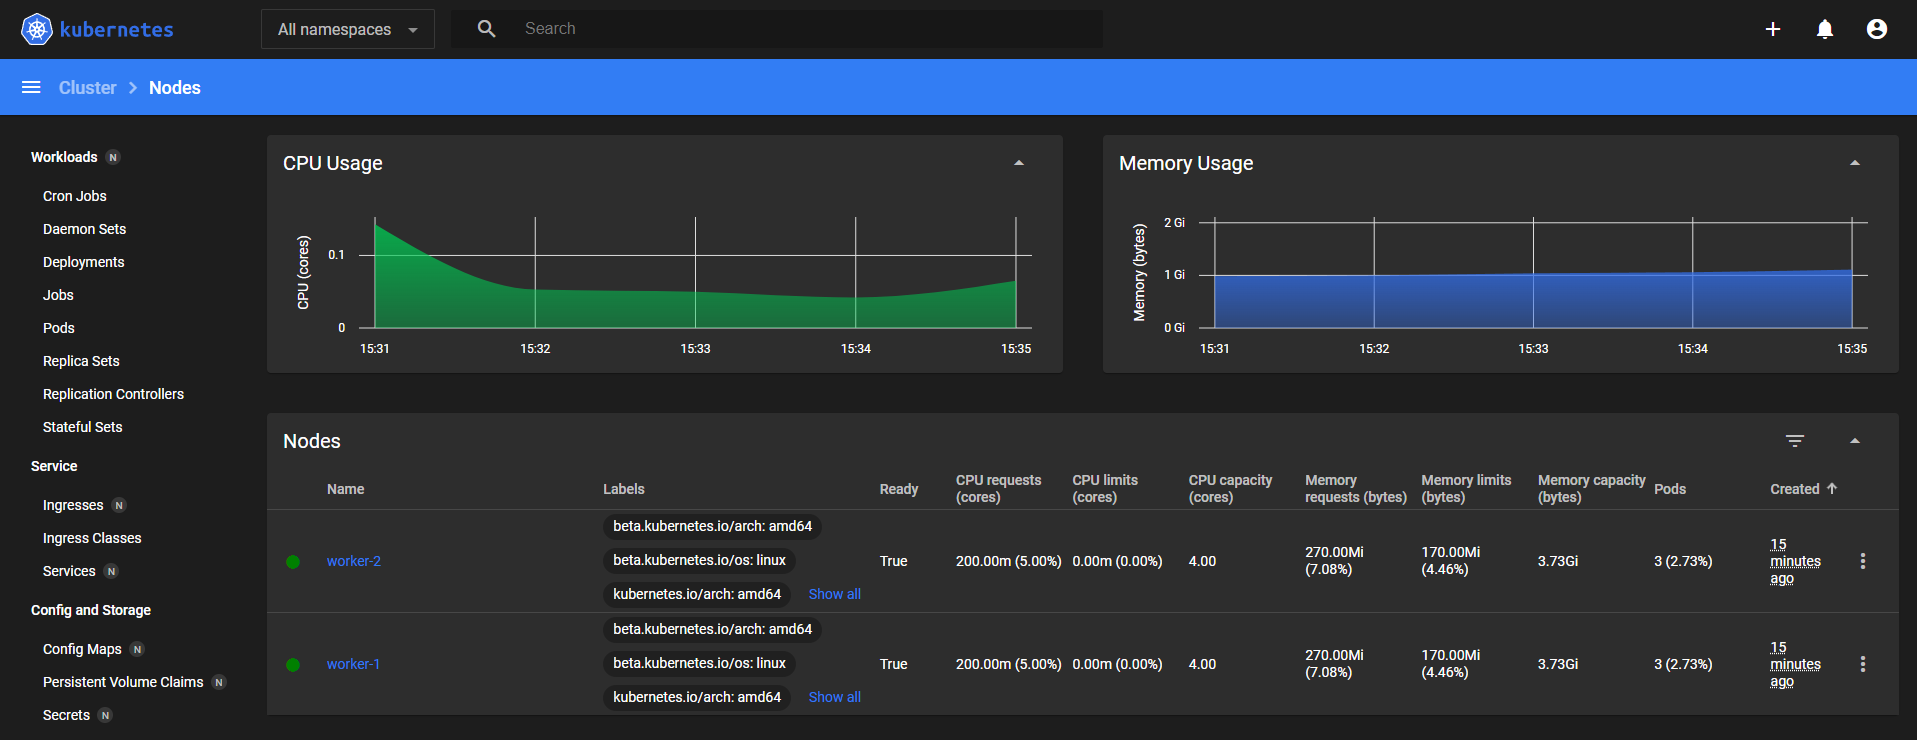 kubernetes
All namespaces
Search
Cluster
Nodes
Workloads N
Cron Jobs
Daemon Sets
Deployments
Jobs
Pods
Replica Sets
Replication Controllers
Stateful Sets
Service
Ingresses N
Ingress Classes
Services N
Config and Storage
Config Maps N
Persistent Volume Claims N
Secrets N
CPU Usage
CPU (cores)
0.1
0
15:31 15:32 15:33 15:34 15:35
Memory Usage
Memory (bytes)
2 Gi
1 Gi
0 Gi
15:31 15:32 15:33 15:34 15:35
Nodes
Name
Labels
Ready
CPU requests
(cores)
CPU limits
(cores)
CPU capacity
(cores)
Memory
requests (bytes)
Memory limits
(bytes)
Memory capacity
(bytes)
Pods
Created
worker-2
beta.kubernetes.io/arch: amd64
beta.kubernetes.io/os: linux
kubernetes.io/arch: amd64
Show all
True
200.00m (5.00%)
0.00m (0.00%)
4.00
270.00Mi
(7.08%)
170.00Mi
(4.46%)
3.73Gi
3 (2.73%)
15
minutes
ago
worker-1
beta.kubernetes.io/arch: amd64
beta.kubernetes.io/os: linux
kubernetes.io/arch: amd64
Show all
True
200.00m (5.00%)
0.00m (0.00%)
4.00
270.00Mi
(7.08%)
170.00Mi
(4.46%)
3.73Gi
3 (2.73%)
15
minutes
ago